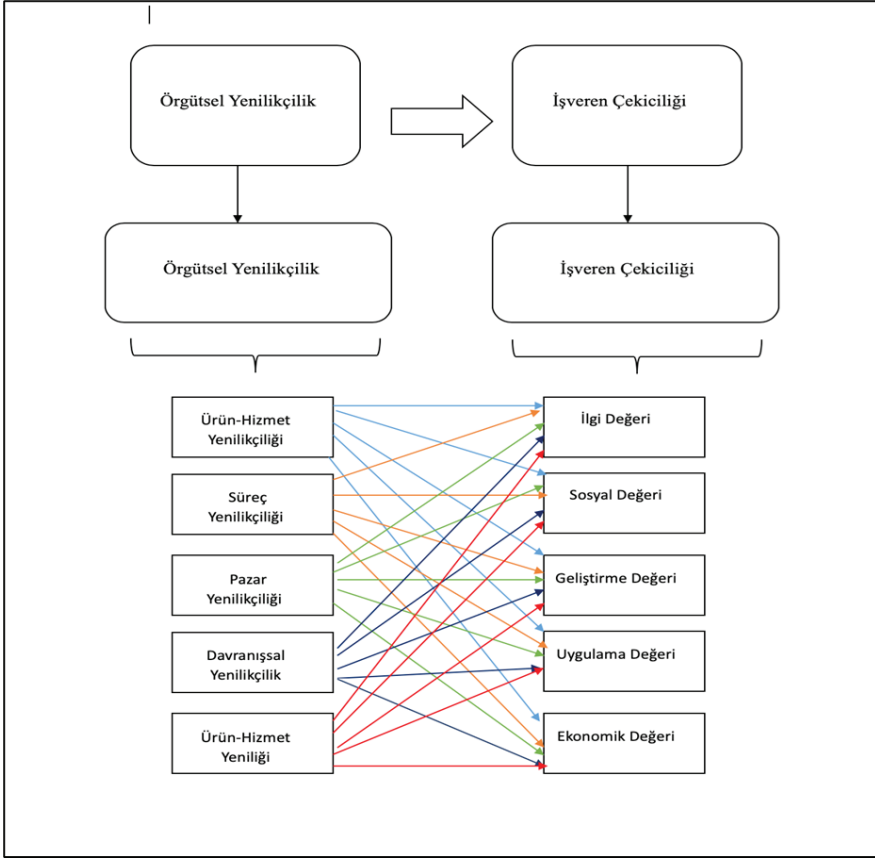 Örgütsel Yenilikçilik
İşveren Çekiciliği
Örgütsel Yenilikçilik
İşveren Çekiciliği
Ürün-Hizmet
Yenilikçiliği
İlgi Değeri
Süreç
Yenilikçiliği
Sosyal Değeri
Pazar
Yenilikçiliği
Geliştirme Değeri
Davranışsal
Yenilikçilik
Uygulama Değeri
Ürün-Hizmet
Yeniliği
Ekonomik Değeri